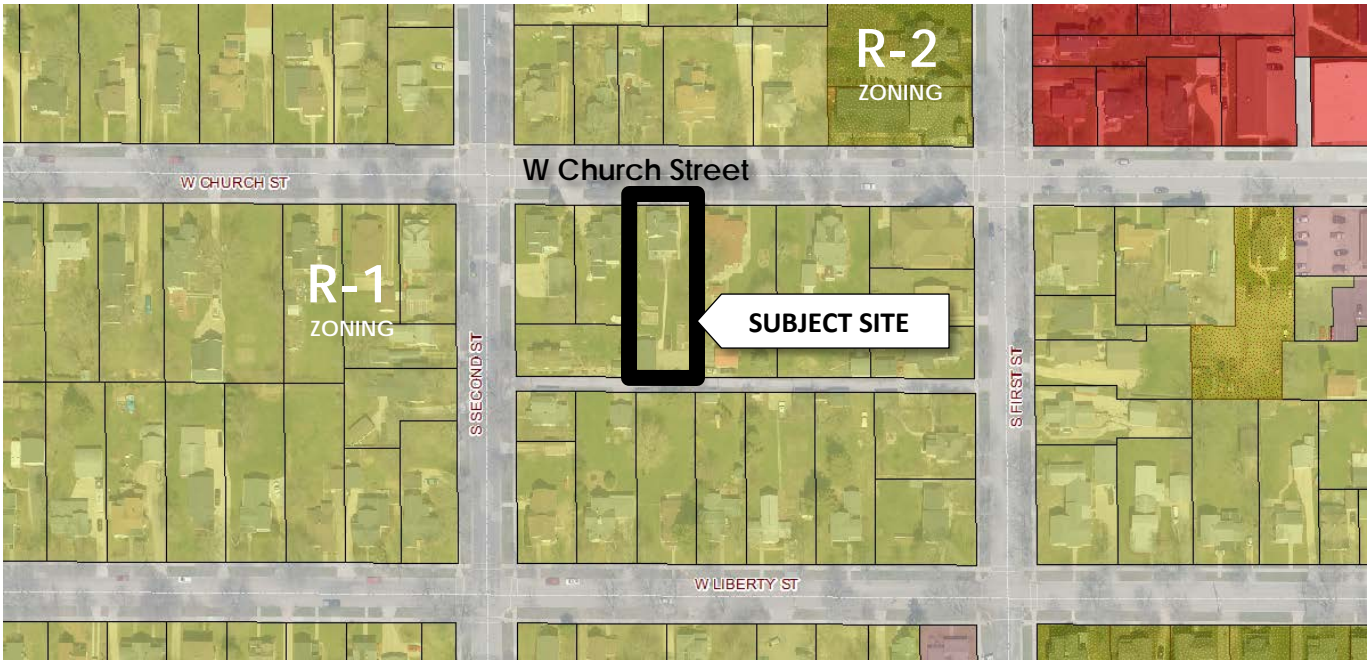 R-2
ZONING
W Church Street
W CHURCH ST
R-1
ZONING
SUBJECT SITE
S SECOND ST
S FIRST ST
W LIBERTY ST